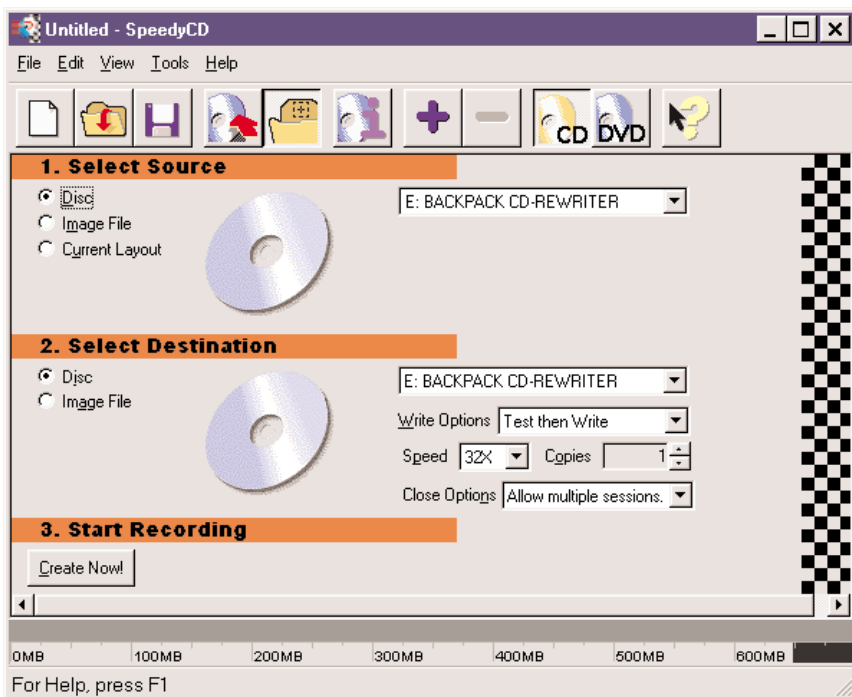 Untitled - SpeedyCD
File Edit View Tools Help
CD DVD
1. Select Source
Disc
E: BACKPACK CD-REWRITER
Image File
Current Layout
2. Select Destination
Disc
E: BACKPACK CD-REWRITER
Image File
Write Options Test then Write
Speed 32X Copies 1
Close Options Allow multiple sessions.
3. Start Recording
Create Now!
0MB 100MB 200MB 300MB 400MB 500MB 600MB
For Help, press F1